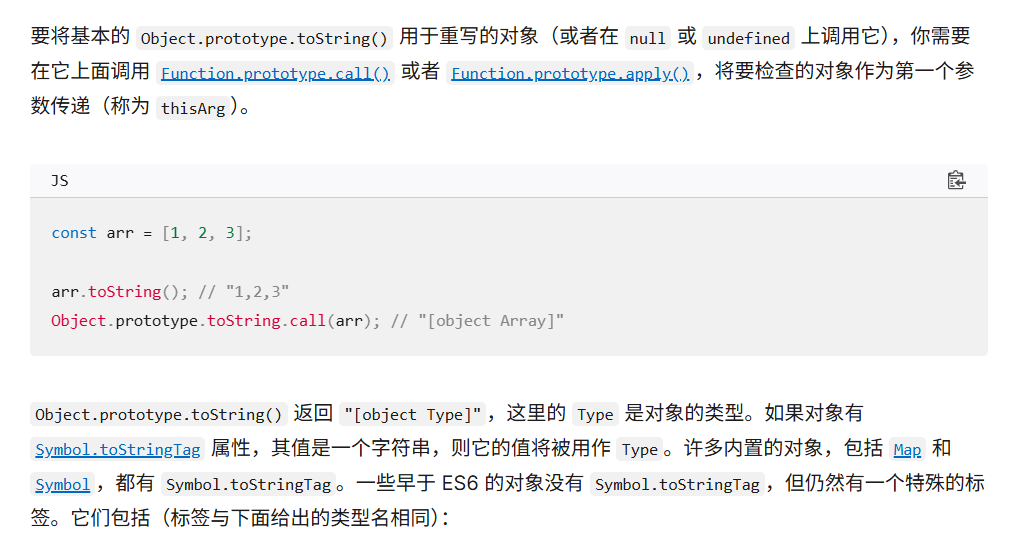 要将基本的 Object.prototype.toString() 用于重写的对象（或者在 null 或 undefined 上调用它），你需要
在它上面调用 Function.prototype.call() 或者 Function.prototype.apply()，将要检查的对象作为第一个参
数传递（称为 thisArg）。
JS
const arr = [1, 2, 3];
arr.toString(); // "1,2,3"
Object.prototype.toString.call(arr); // "[object Array]"
Object.prototype.toString() 返回 "[object Type]"，这里的 Type 是对象的类型。如果对象有
Symbol.toStringTag 属性，其值是一个字符串，则它的值将被用作 Type。许多内置的对象，包括 Map 和
Symbol，都有 Symbol.toStringTag。一些早于 ES6 的对象没有 Symbol.toStringTag，但仍然有一个特殊的标
签。它们包括（标签与下面给出的类型名相同）：